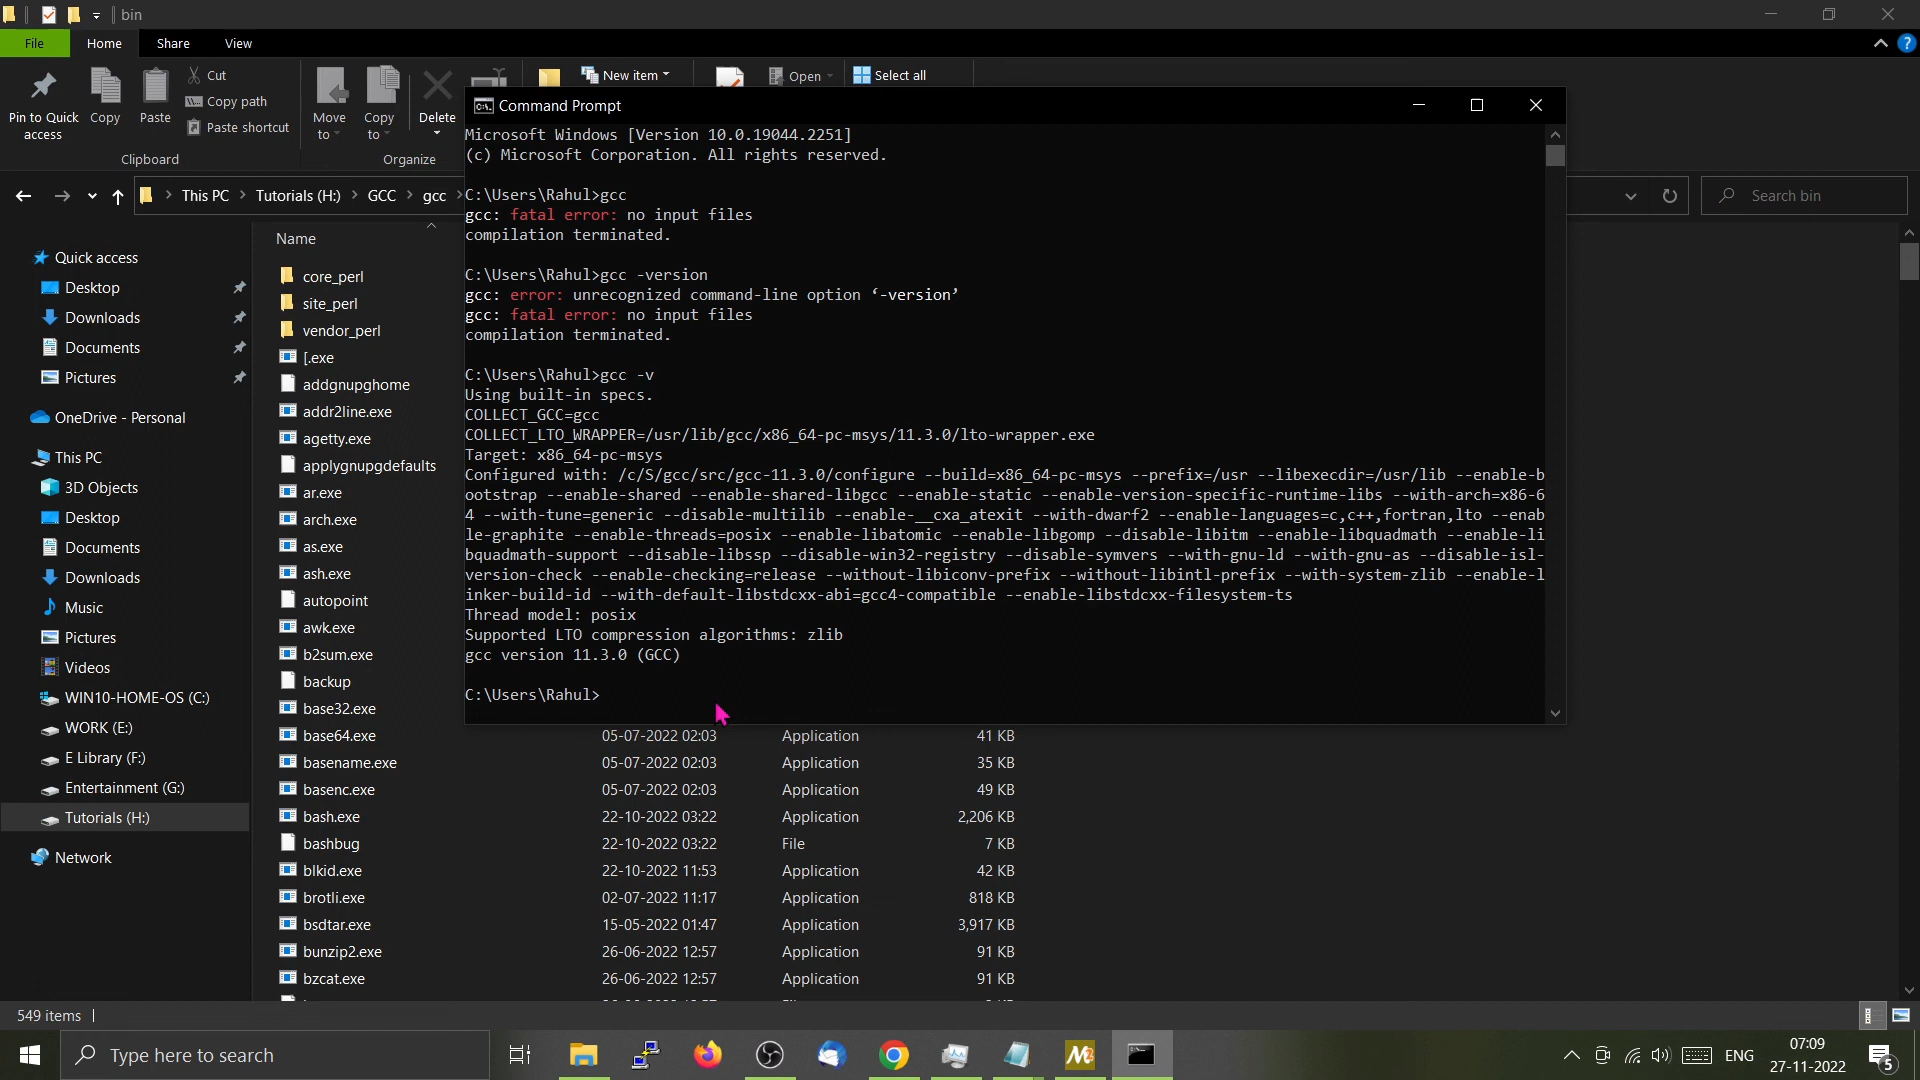 bin
File
Home
Share
View
Pin to Quick access
Copy
Paste
Cut
Copy path
Paste shortcut
Move to
Copy to
Delete
New item
Open
Select all
Clipboard
Organize
This PC
Tutorials (H:)
GCC
gcc
Search bin
Quick access
Desktop
Downloads
Documents
Pictures
OneDrive - Personal
This PC
3D Objects
Desktop
Documents
Downloads
Music
Pictures
Videos
WIN10-HOME-OS (C:)
WORK (E:)
E Library (F:)
Entertainment (G:)
Tutorials (H:)
Network
Name
core_perl
site_perl
vendor_perl
[.exe
addgnupghome
addr2line.exe
agetty.exe
applygnupgdefaults
ar.exe
arch.exe
as.exe
ash.exe
autopoint
awk.exe
b2sum.exe
backup
base32.exe
base64.exe 05-07-2022 02:03 Application 41 KB
basename.exe 05-07-2022 02:03 Application 35 KB
basenc.exe 05-07-2022 02:03 Application 49 KB
bash.exe 22-10-2022 03:22 Application 2,206 KB
bashbug 22-10-2022 03:22 File 7 KB
blkid.exe 22-10-2022 11:53 Application 42 KB
brotli.exe 02-07-2022 11:17 Application 818 KB
bsdtar.exe 15-05-2022 01:47 Application 3,917 KB
bunzip2.exe 26-06-2022 12:57 Application 91 KB
bzcat.exe 26-06-2022 12:57 Application 91 KB
Command Prompt
Microsoft Windows [Version 10.0.19044.2251]
(c) Microsoft Corporation. All rights reserved.
C:\Users\Rahul>gcc
gcc: fatal error: no input files
compilation terminated.
C:\Users\Rahul>gcc -version
gcc: error: unrecognized command-line option ‘-version’
gcc: fatal error: no input files
compilation terminated.
C:\Users\Rahul>gcc -v
Using built-in specs.
COLLECT_GCC=gcc
COLLECT_LTO_WRAPPER=/usr/lib/gcc/x86_64-pc-msys/11.3.0/lto-wrapper.exe
Target: x86_64-pc-msys
Configured with: /c/S/gcc/src/gcc-11.3.0/configure --build=x86_64-pc-msys --prefix=/usr --libexecdir=/usr/lib --enable-b
ootstrap --enable-shared --enable-shared-libgcc --enable-static --enable-version-specific-runtime-libs --with-arch=x86-6
4 --with-tune=generic --disable-multilib --enable-__cxa_atexit --with-dwarf2 --enable-languages=c,c++,fortran,lto --enab
le-graphite --enable-threads=posix --enable-libatomic --enable-libgomp --disable-libitm --enable-libquadmath --enable-li
bquadmath-support --disable-libssp --disable-win32-registry --disable-symvers --with-gnu-ld --with-gnu-as --disable-isl-
version-check --enable-checking=release --without-libiconv-prefix --without-libintl-prefix --with-system-zlib --enable-l
inker-build-id --with-default-libstdcxx-abi=gcc4-compatible --enable-libstdcxx-filesystem-ts
Thread model: posix
Supported LTO compression algorithms: zlib
gcc version 11.3.0 (GCC)
C:\Users\Rahul>
549 items
Type here to search
ENG
07:09
27-11-2022
5